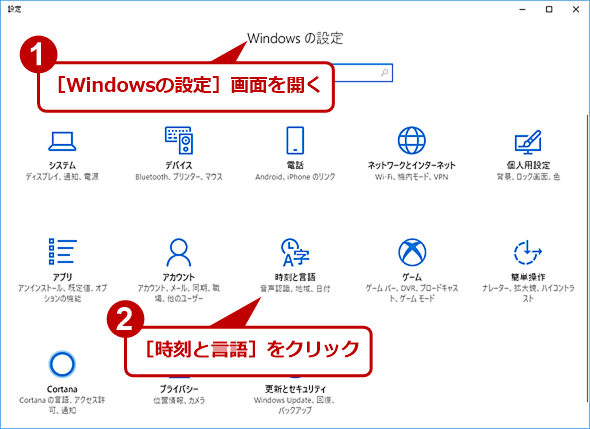 設定
Windows の設定
1
[Windowsの設定]画面を開く
システム
ディスプレイ、通知、電源
デバイス
Bluetooth、プリンター、マウス
電話
Android、iPhone のリンク
ネットワークとインターネット
Wi-Fi、機内モード、VPN
個人用設定
背景、ロック画面、色
アプリ
アンインストール、既定値、オプ
ションの機能
アカウント
アカウント、メール、同期、職
場、他のユーザー
時刻と言語
音声認識、地域、日付
ゲーム
ゲーム バー、DVR、ブロードキャス
ト、ゲーム モード
簡単操作
ナレーター、拡大鏡、ハイコントラ
スト
2
[時刻と言語]をクリック
Cortana
Cortana の言語、アクセス許
可、通知
プライバシー
位置情報、カメラ
更新とセキュリティ
Windows Update、回復、
バックアップ